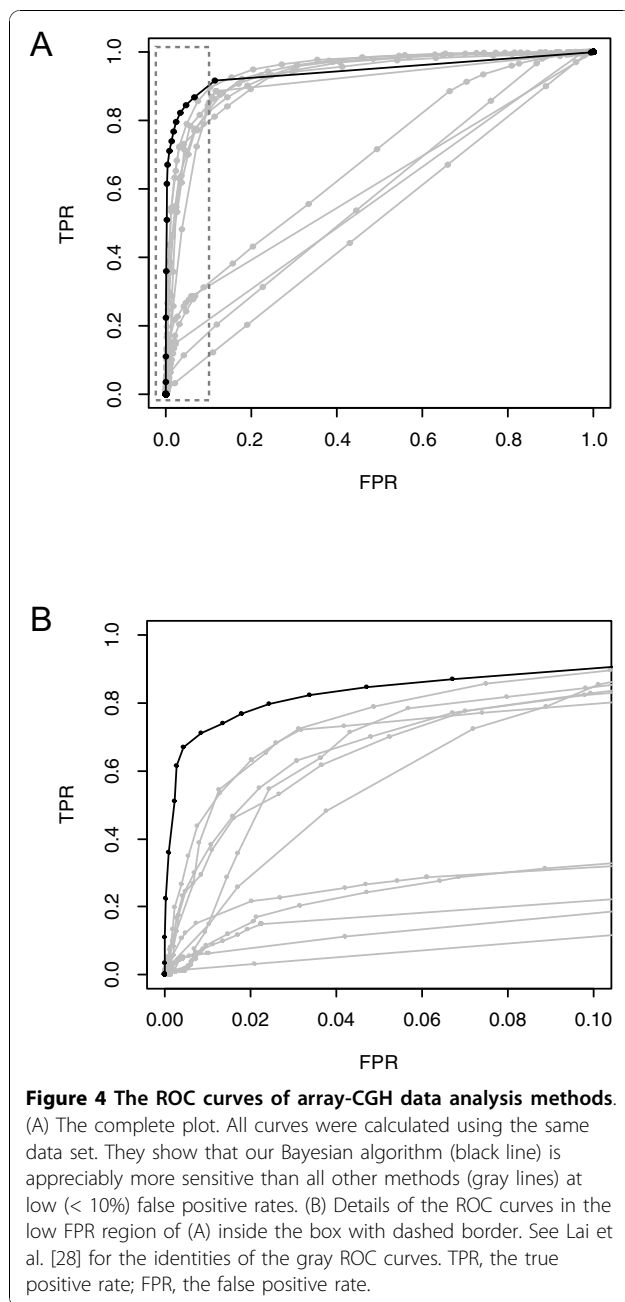 A
1.0
0.8
0.6
0.4
0.2
0.0
TPR
0.0 0.2 0.4 0.6 0.8 1.0
FPR
B
1.0
0.8
0.6
0.4
0.2
0.0
TPR
0.00 0.02 0.04 0.06 0.08 0.10
FPR
Figure 4 The ROC curves of array-CGH data analysis methods.
(A) The complete plot. All curves were calculated using the same
data set. They show that our Bayesian algorithm (black line) is
appreciably more sensitive than all other methods (gray lines) at
low (< 10%) false positive rates. (B) Details of the ROC curves in the
low FPR region of (A) inside the box with dashed border. See Lai et
al. [28] for the identities of the gray ROC curves. TPR, the true
positive rate; FPR, the false positive rate.